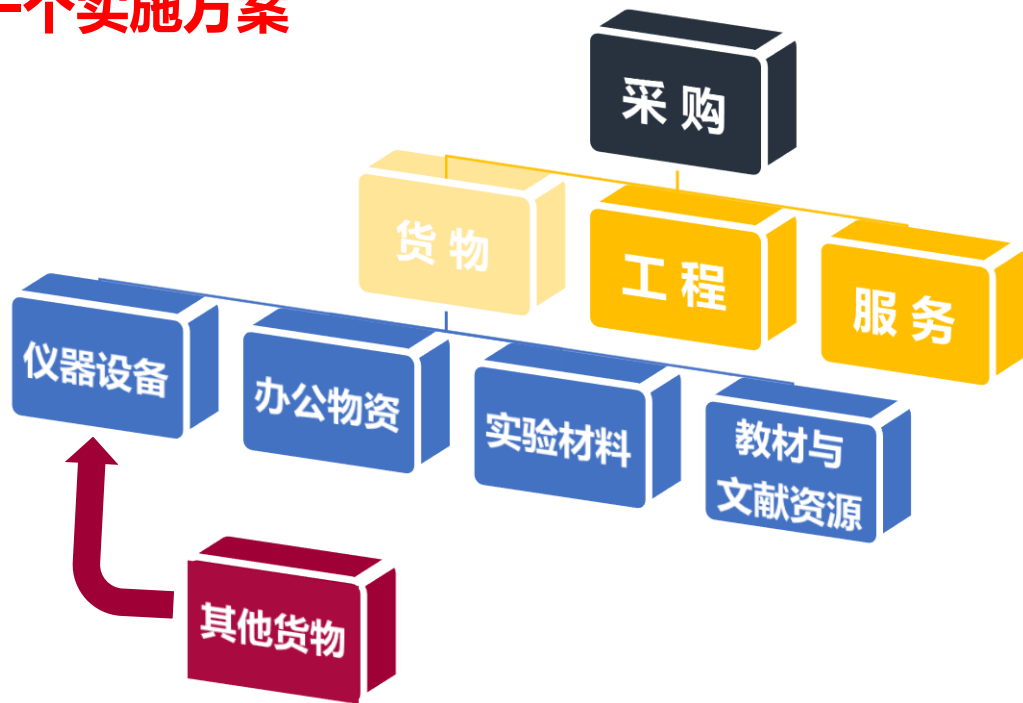 一个实施方案
采购
货物
工程
服务
仪器设备
办公物资
实验材料
教材与
文献资源
其他货物